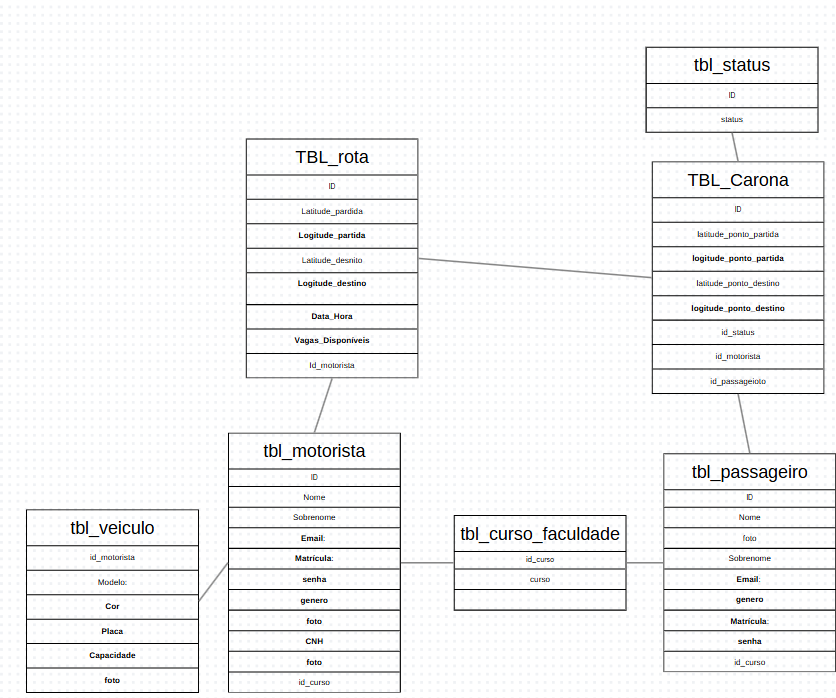 tbl_status
ID
status
TBL_rota
ID
Latitude_pardida
Logitude_partida
Latitude_desnito
Logitude_destino
Data_Hora
Vagas_Disponíveis
Id_motorista
TBL_Carona
ID
latitude_ponto_partida
logitude_ponto_partida
latitude_ponto_destino
logitude_ponto_destino
id_status
id_motorista
id_passageioto
tbl_motorista
ID
Nome
Sobrenome
Email:
Matrícula:
senha
genero
foto
CNH
foto
id_curso
tbl_veiculo
id_motorista
Modelo:
Cor
Placa
Capacidade
foto
tbl_curso_faculdade
id_curso
curso
tbl_passageiro
ID
Nome
foto
Sobrenome
Email:
genero
Matrícula:
senha
id_curso